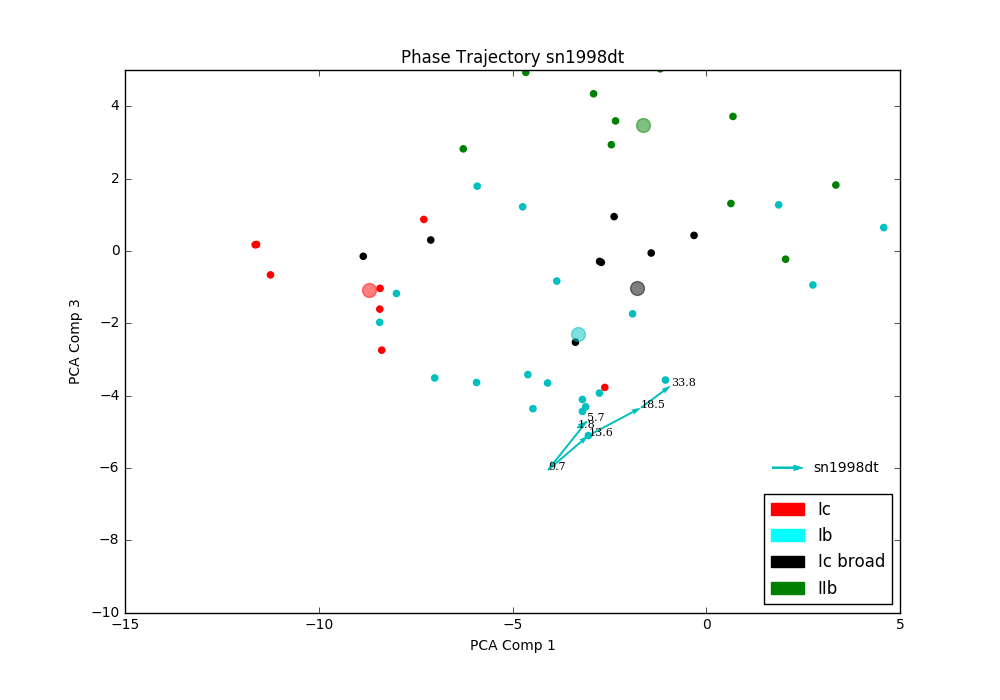 Phase Trajectory sn1998dt
4
2
0
−2
−4
−6
−8
−10
PCA Comp 3
33.8
18.5
5.7
1.8
13.6
9.7
sn1998dt
Ic
Ib
Ic broad
IIb
−15
−10
−5
0
5
PCA Comp 1